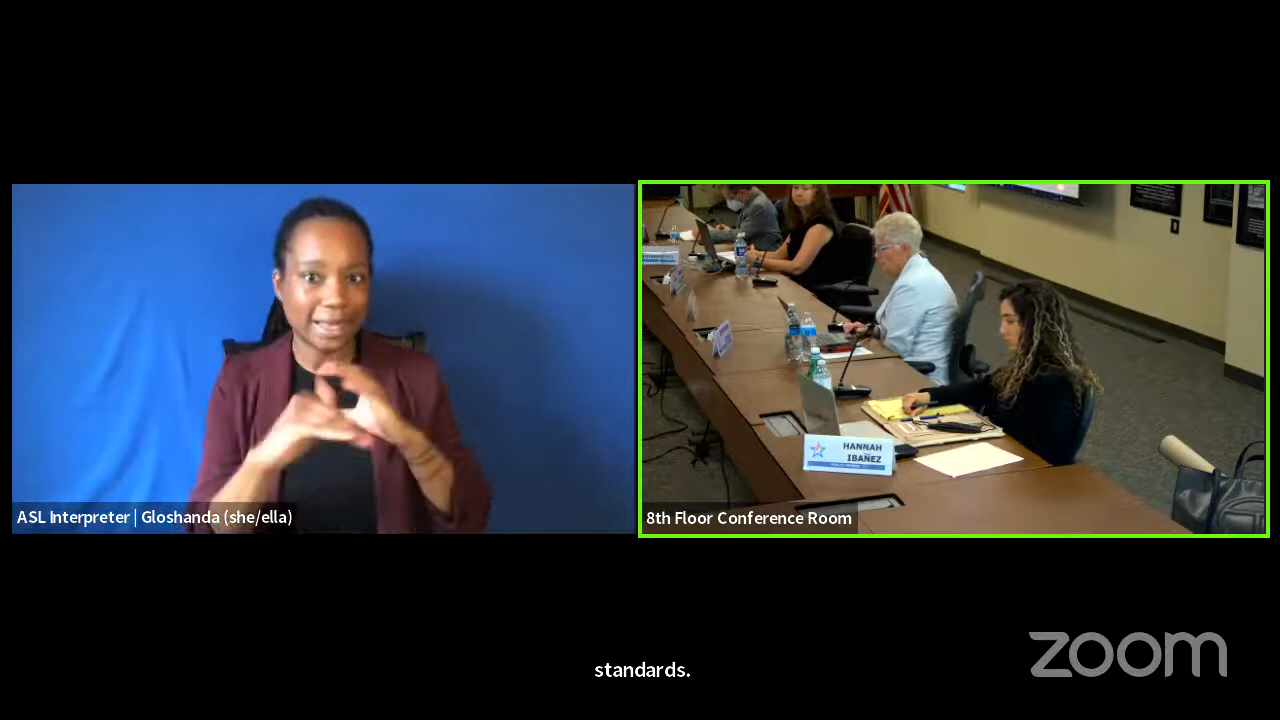 ASL Interpreter | Gloshanda (she/ella)
HANNAH
IBAÑEZ
8th Floor Conference Room
standards.
zoom